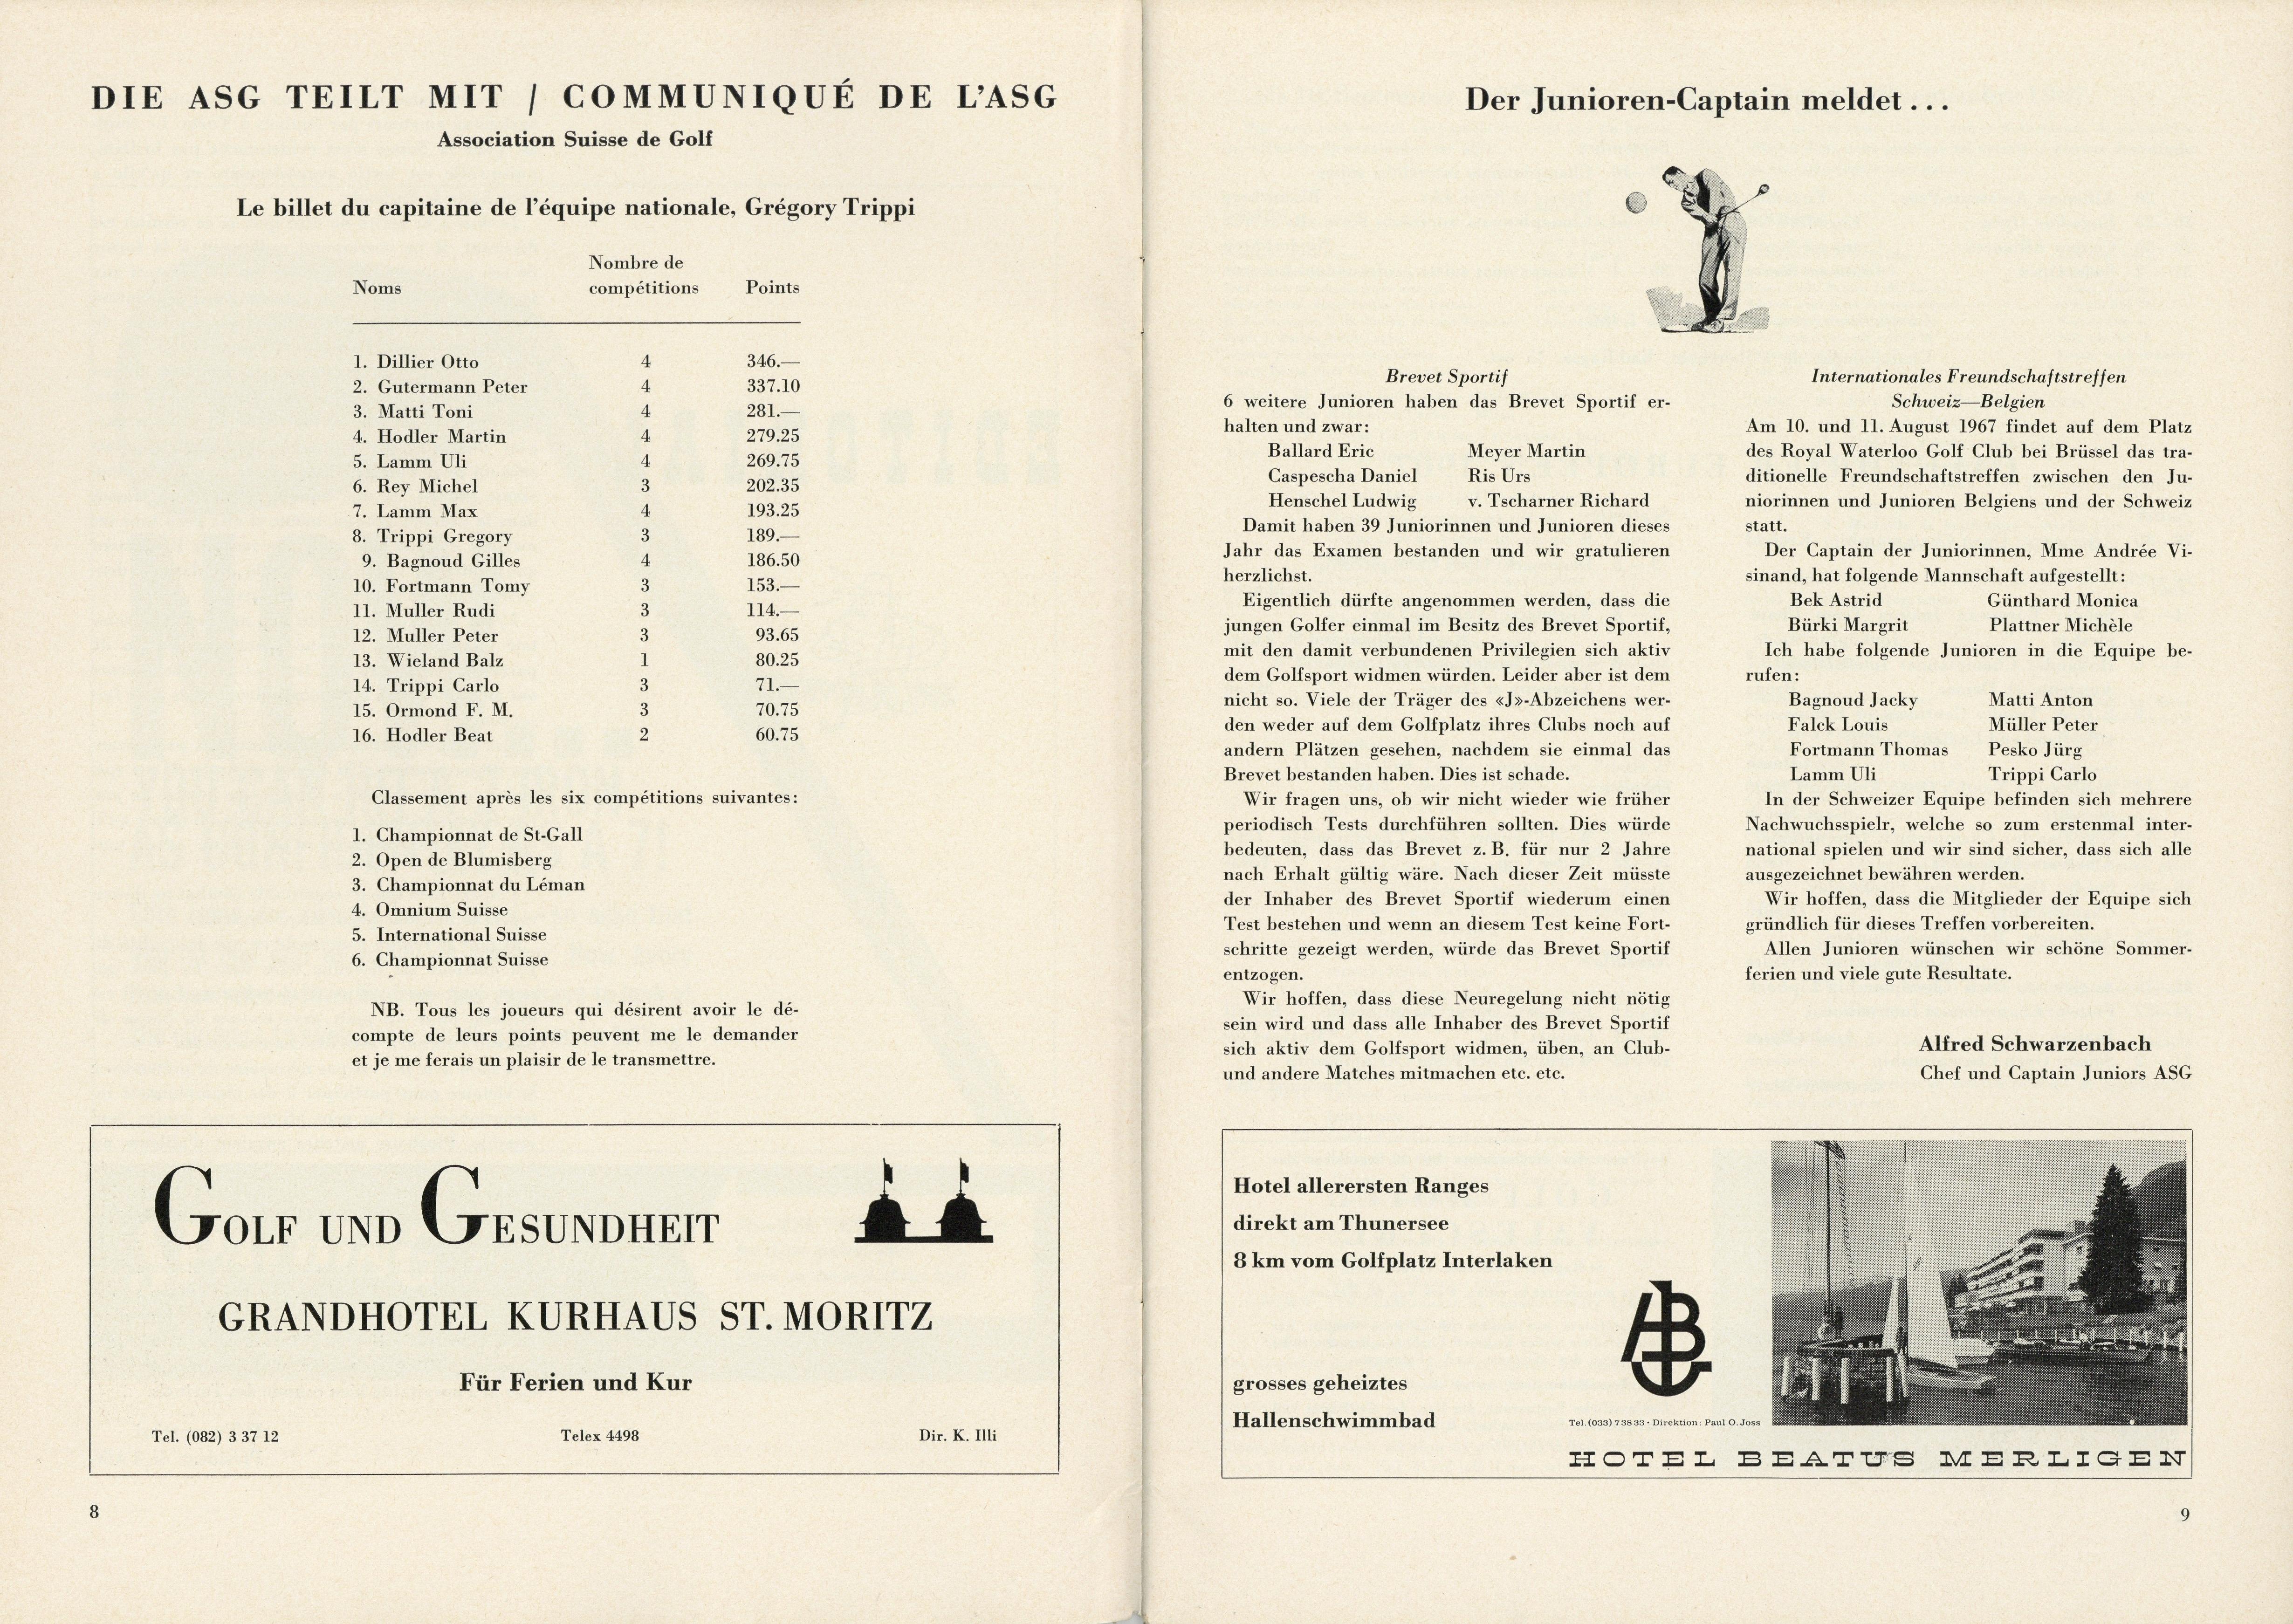 DIE ASG TEILT MIT / COMMUNIQUÉ DE L'ASG
Association Suisse de Golf
Le billet du capitaine de l'équipe nationale, Grégory Trippi
Nombre de
Noms compétitions Points
1. Dillier Otto 4 346.—
2. Gutermann Peter 4 337.10
3. Matti Toni 4 281.—
4. Hodler Martin 4 279.25
5. Lamm Uli 4 269.75
6. Rey Michel 3 202.35
7. Lamm Max 4 193.25
8. Trippi Gregory 3 189.—
9. Bagnoud Gilles 4 186.50
10. Fortmann Tomy 3 153.—
11. Muller Rudi 3 114.—
12. Muller Peter 3 93.65
13. Wieland Balz 1 80.25
14. Trippi Carlo 3 71.—
15. Ormond F. M. 3 70.75
16. Hodler Beat 2 60.75
Classement après les six compétitions suivantes:
1. Championnat de St-Gall
2. Open de Blumisberg
3. Championnat du Léman
4. Omnium Suisse
5. International Suisse
6. Championnat Suisse
NB. Tous les joueurs qui désirent avoir le dé-
compte de leurs points peuvent me le demander
et je me ferais un plaisir de le transmettre.
GOLF UND GESUNDHEIT
GRANDHOTEL KURHAUS ST. MORITZ
Für Ferien und Kur
Tel. (082) 3 37 12 Telex 4498 Dir. K. Illi
8
Der Junioren-Captain meldet...
Brevet Sportif
6 weitere Junioren haben das Brevet Sportif er-
halten und zwar:
Ballard Eric Meyer Martin
Caspescha Daniel Ris Urs
Henschel Ludwig v. Tscharner Richard
Damit haben 39 Juniorinnen und Junioren dieses
Jahr das Examen bestanden und wir gratulieren
herzlichst.
Eigentlich dürfte angenommen werden, dass die
jungen Golfer einmal im Besitz des Brevet Sportif,
mit den damit verbundenen Privilegien sich aktiv
dem Golfsport widmen würden. Leider aber ist dem
nicht so. Viele der Träger des «J»-Abzeichens wer-
den weder auf dem Golfplatz ihres Clubs noch auf
andern Plätzen gesehen, nachdem sie einmal das
Brevet bestanden haben. Dies ist schade.
Wir fragen uns, ob wir nicht wieder wie früher
periodisch Tests durchführen sollten. Dies würde
bedeuten, dass das Brevet z. B. für nur 2 Jahre
nach Erhalt gültig wäre. Nach dieser Zeit müsste
der Inhaber des Brevet Sportif wiederum einen
Test bestehen und wenn an diesem Test keine Fort-
schritte gezeigt werden, würde das Brevet Sportif
entzogen.
Wir hoffen, dass diese Neuregelung nicht nötig
sein wird und dass alle Inhaber des Brevet Sportif
sich aktiv dem Golfsport widmen, üben, an Club-
und andere Matches mitmachen etc. etc.
Internationales Freundschaftstreffen
Schweiz—Belgien
Am 10. und 11. August 1967 findet auf dem Platz
des Royal Waterloo Golf Club bei Brüssel das tra-
ditionelle Freundschaftstreffen zwischen den Ju-
niorinnen und Junioren Belgiens und der Schweiz
statt.
Der Captain der Juniorinnen, Mme Andrée Vi-
sinand, hat folgende Mannschaft aufgestellt:
Bek Astrid Günthard Monica
Bürki Margrit Plattner Michèle
Ich habe folgende Junioren in die Equipe be-
rufen:
Bagnoud Jacky Matti Anton
Falck Louis Müller Peter
Fortmann Thomas Pesko Jürg
Lamm Uli Trippi Carlo
In der Schweizer Equipe befinden sich mehrere
Nachwuchsspielr, welche so zum erstenmal inter-
national spielen und wir sind sicher, dass sich alle
ausgezeichnet bewähren werden.
Wir hoffen, dass die Mitglieder der Equipe sich
gründlich für dieses Treffen vorbereiten.
Allen Junioren wünschen wir schöne Sommer-
ferien und viele gute Resultate.
Alfred Schwarzenbach
Chef und Captain Juniors ASG
Hotel allerersten Ranges
direkt am Thunersee
8 km vom Golfplatz Interlaken
grosses geheiztes
Hallenschwimmbad
Tel. (033) 7 38 33 · Direktion: Paul O. Joss
HOTEL BEATUS MERLIGEN
9